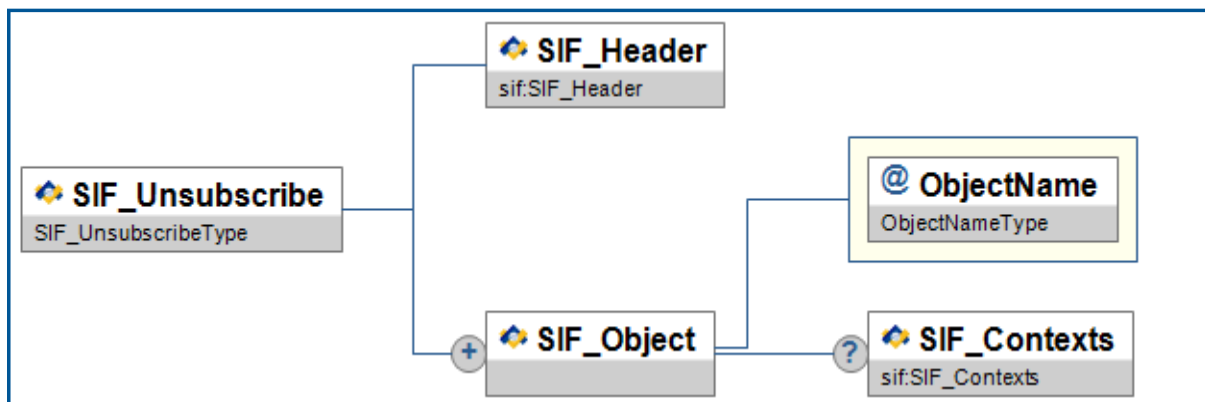 SIF_Header
sif:SIF_Header
SIF_Unsubscribe
SIF_UnsubscribeType
@ ObjectName
ObjectNameType
+ SIF_Object
? SIF_Contexts
sif:SIF_Contexts